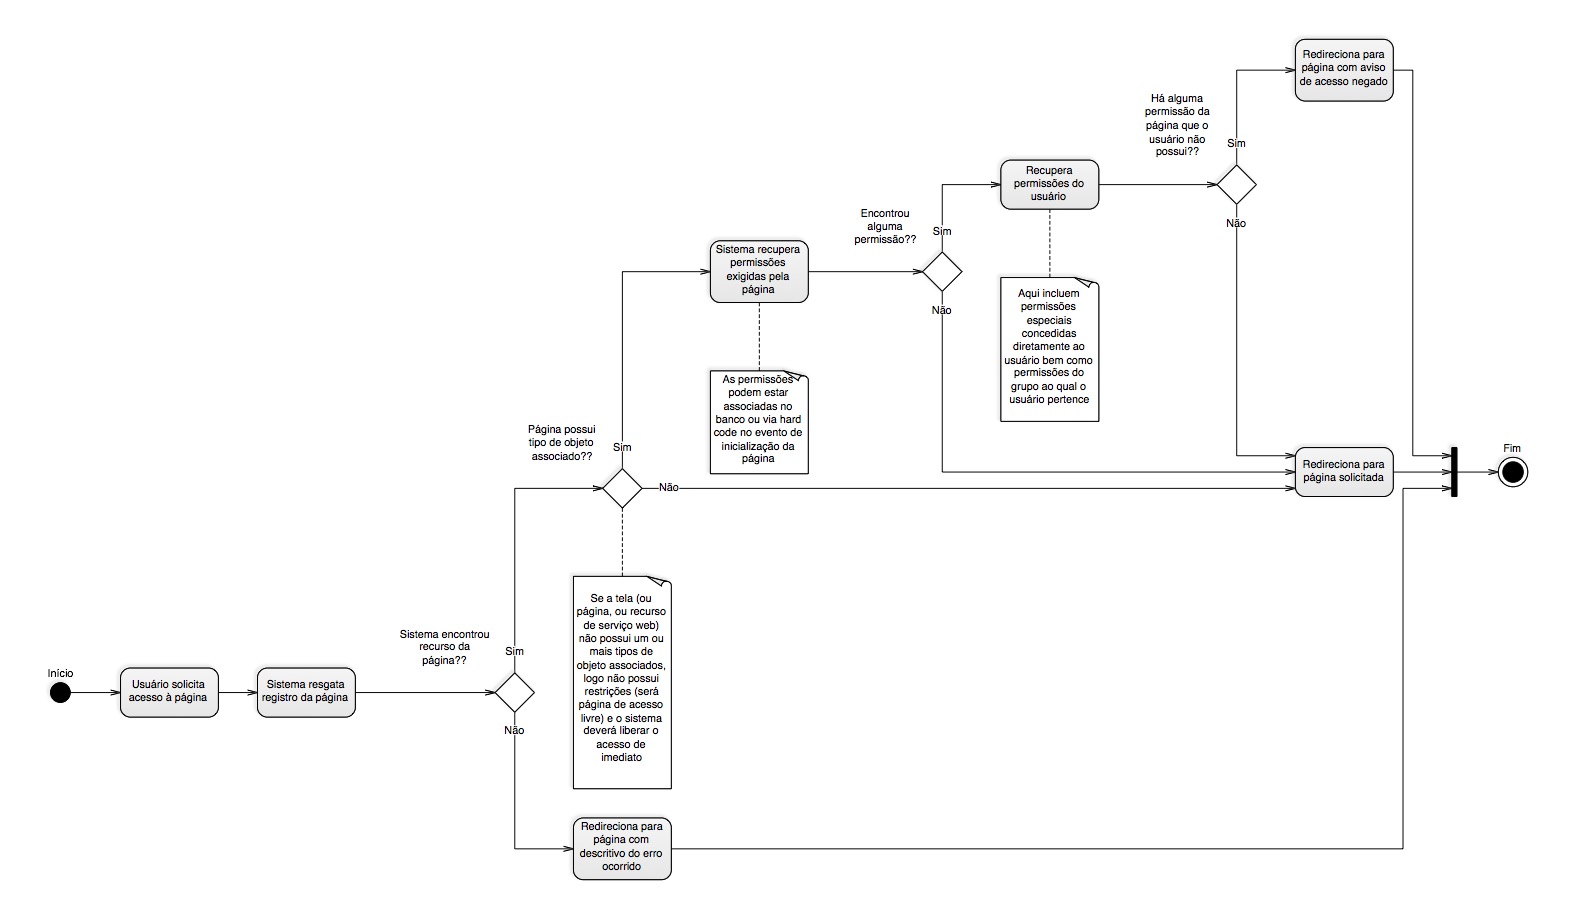 Redireciona para
página com aviso
de acesso negado
Há alguma
permissão da
página que o
usuário não
possui??
Sim
Não
Recupera
permissões do
usuário
Encontrou
alguma
permissão??
Sim
Não
Sistema recupera
permissões
exigidas pela
página
Aqui incluem
permissões
especiais
concedidas
diretamente ao
usuário bem como
permissões do
grupo ao qual o
usuário pertence
As permissões
podem estar
associadas no
banco ou via hard
code no evento de
inicialização da
página
Página possui
tipo de objeto
associado??
Sim
Não
Redireciona para
página solicitada
Fim
Se a tela (ou
página, ou recurso
de serviço web)
não possui um ou
mais tipos de
objeto associados,
logo não possui
restrições (será
página de acesso
livre) e o sistema
deverá liberar o
acesso de
imediato
Sistema encontrou
recurso da
página??
Sim
Não
Início
Usuário solicita
acesso à página
Sistema resgata
registro da página
Redireciona para
página com
descritivo do erro
ocorrido